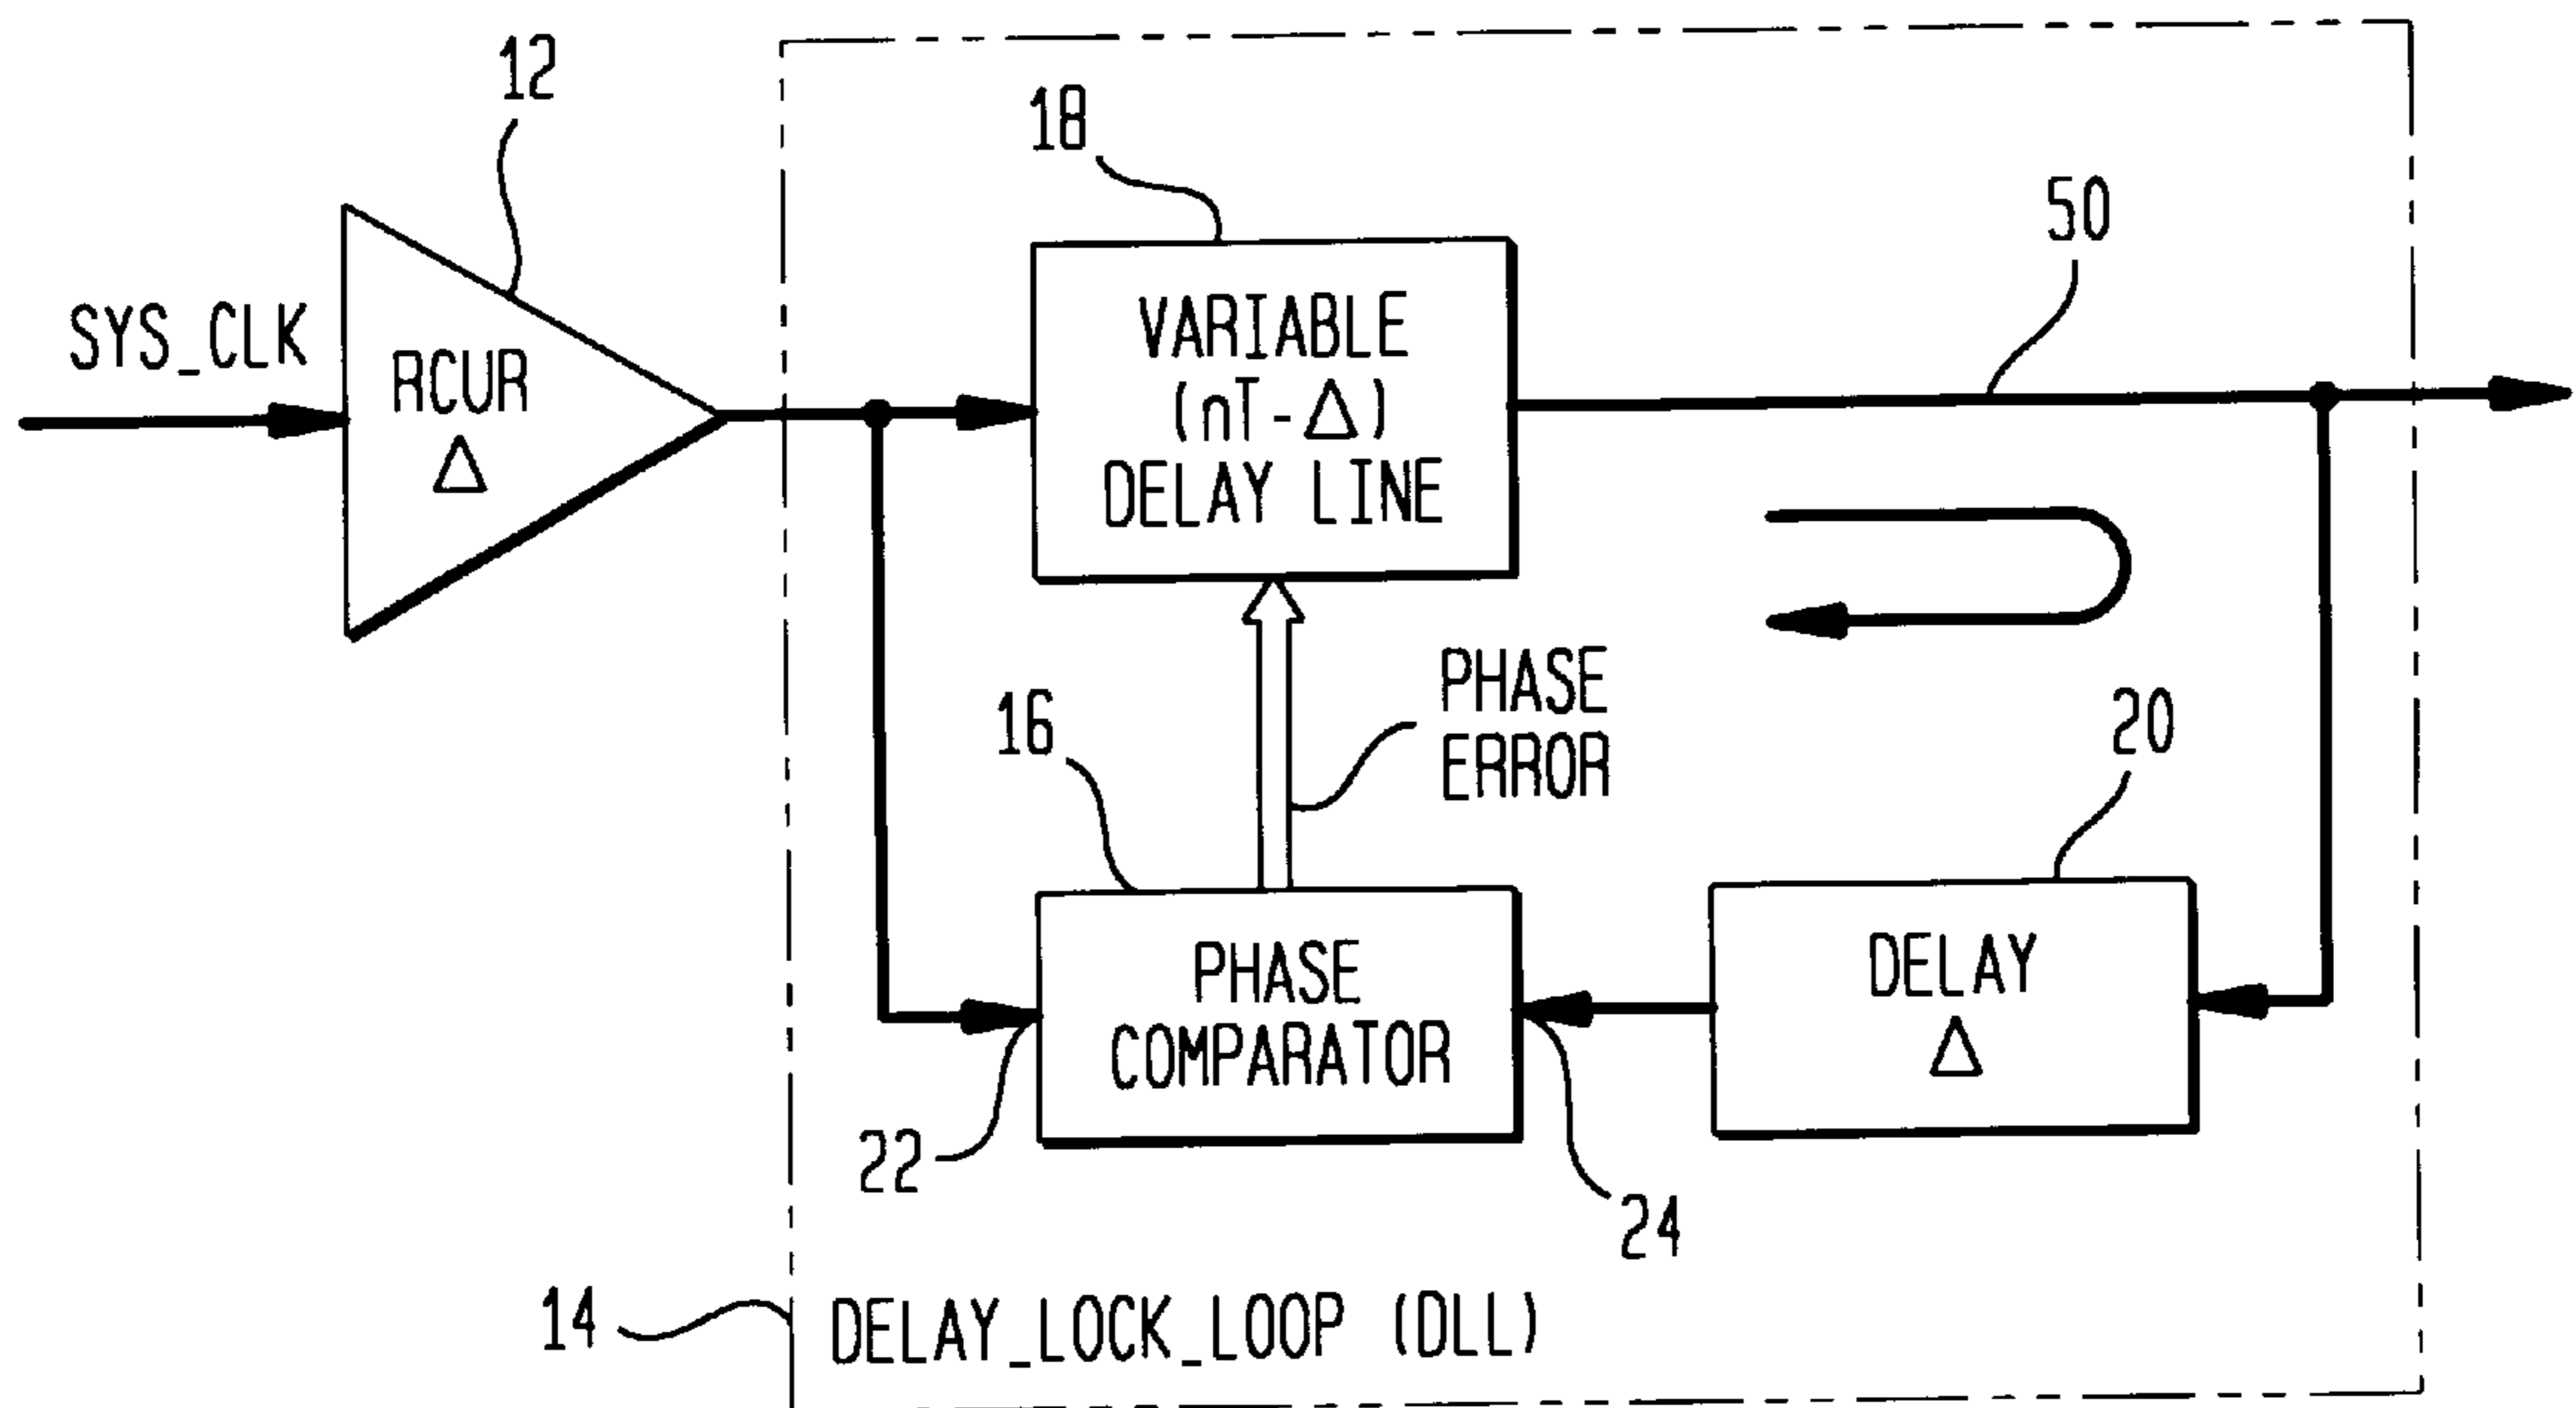 12
18
50
SYS_CLK
RCUR
Δ
VARIABLE
(nT-Δ)
DELAY LINE
PHASE
ERROR
16
20
PHASE
COMPARATOR
DELAY
Δ
22
24
14
DELAY_LOCK_LOOP (DLL)